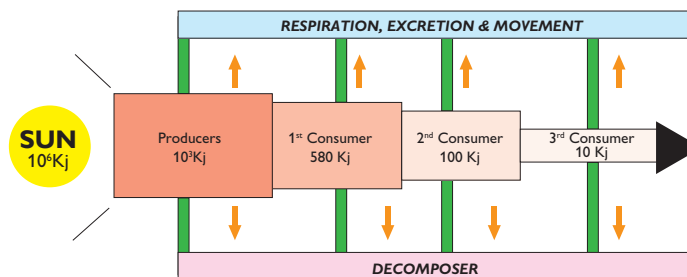 RESPIRATION, EXCRETION & MOVEMENT
SUN
10⁶Kj
Producers
10³Kj
1ˢᵗ Consumer
580 Kj
2ⁿᵈ Consumer
100 Kj
3ʳᵈ Consumer
10 Kj
DECOMPOSER